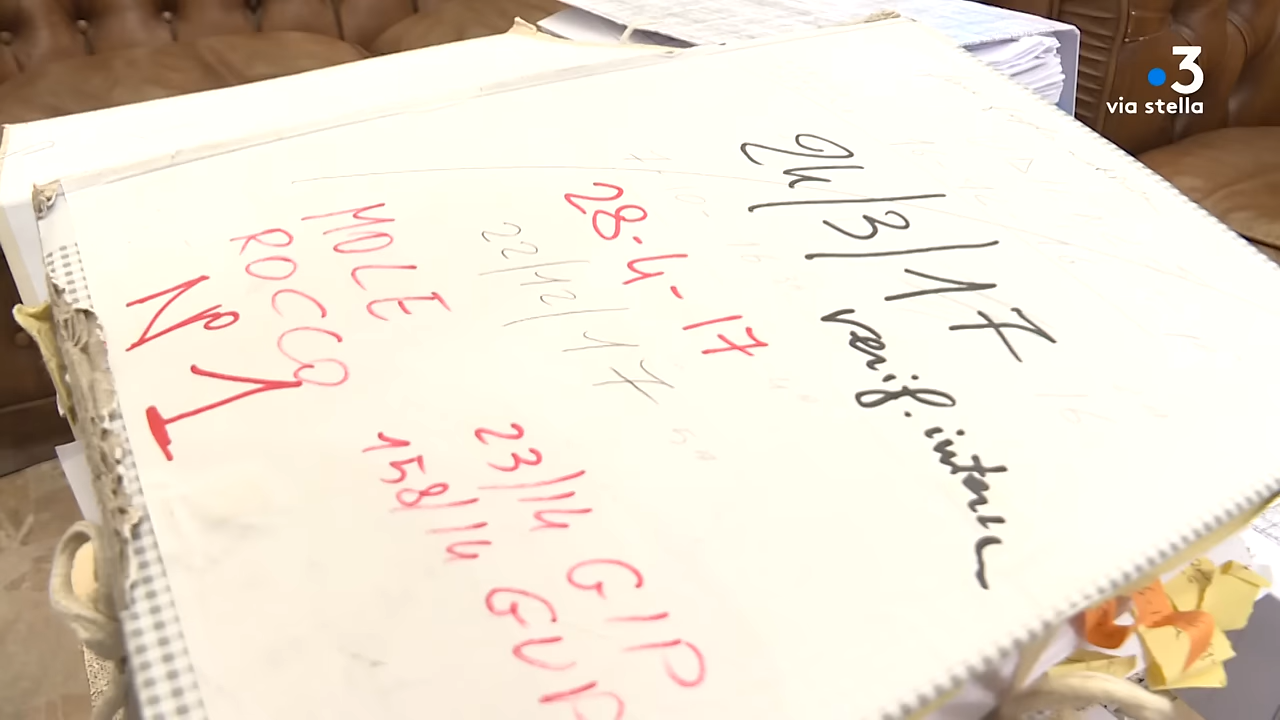 3
via stella
24/3/17
verif. interne
28-4-17
22/12/17
MOLE
ROCCO
N° 1
23/14 GIP
158/14 GUP